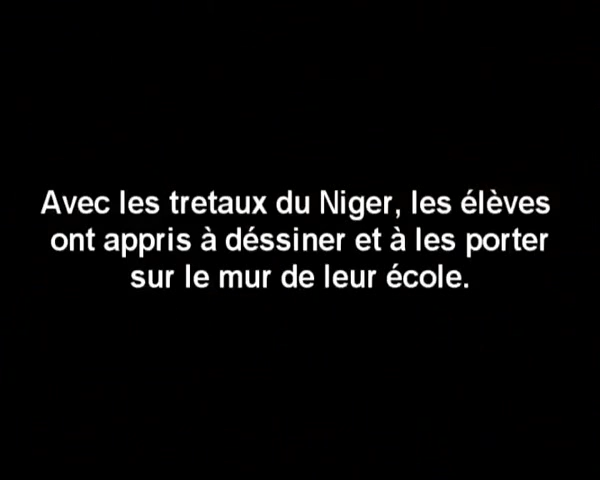 Avec les tretaux du Niger, les élèves
ont appris à déssiner et à les porter
sur le mur de leur école.